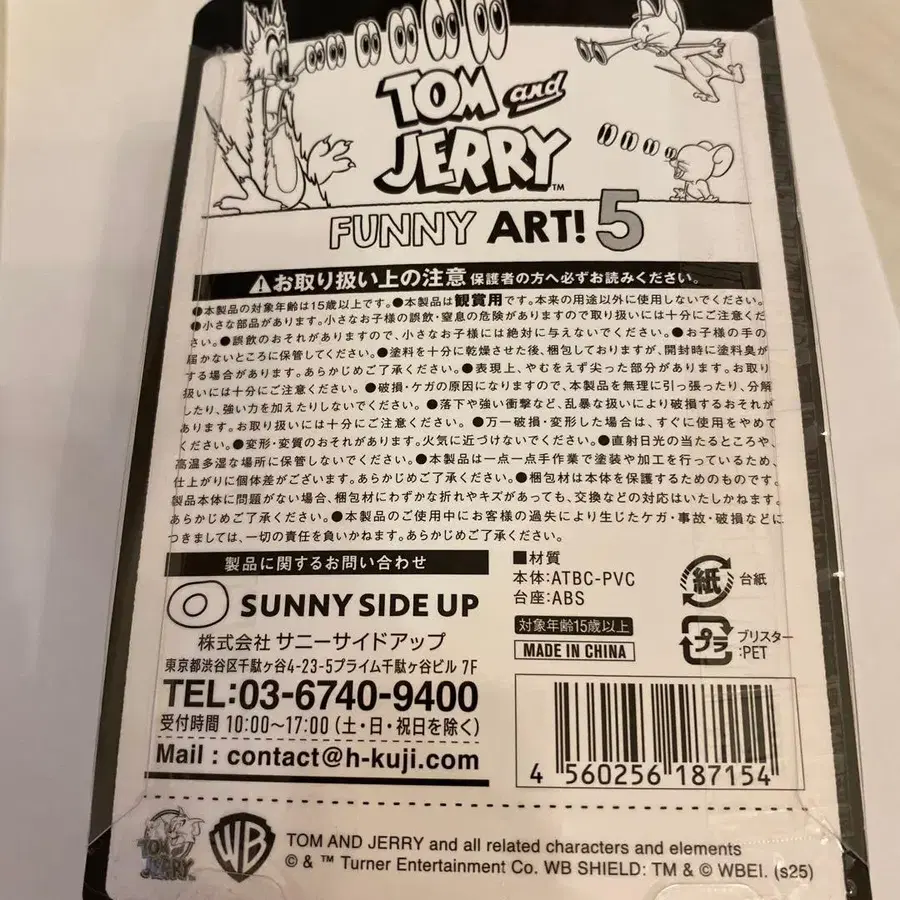 TOM and
JERRY™
FUNNY ART! 5
⚠お取り扱い上の注意 保護者の方へ必ずお読みください。
●本製品の対象年齢は15歳以上です。●本製品は観賞用です。本来の用途以外に使用しないでください。
●小さな部品があります。小さなお子様の誤飲・窒息の危険がありますので取り扱いには十分にご注意くだ
さい。●誤飲のおそれがありますので、小さなお子様には絶対に与えないでください。●お子様の手の
届かないところに保管してください。●塗料を十分に乾燥させた後、梱包しておりますが、開封時に塗料臭が
する場合があります。あらかじめご了承ください。●表現上、やむをえず尖った部分があります。お取り
扱いには十分にご注意ください。●破損・ケガの原因になりますので、本製品を無理に引っ張ったり、分解
したり、強い力を加えたりしないでください。●落下や強い衝撃など、乱暴な扱いにより破損するおそれが
あります。お取り扱いには十分にご注意ください。●万一破損・変形した場合は、すぐに使用をやめて
ください。●変形・変質のおそれがあります。火気に近づけないでください。●直射日光の当たるところや、
高温多湿な場所に保管しないでください。●本製品は一点一点手作業で塗装や加工を行っているため、
仕上がりに個体差がございます。あらかじめご了承ください。●梱包材は本体を保護するためのものです。
製品本体に問題がない場合、梱包材にわずかな折れやキズがあっても、交換などの対応はいたしかねます。
あらかじめご了承ください。●本製品のご使用中にお客様の過失により生じたケガ・事故・破損などに
つきましては、一切の責任を負いかねます。あらかじめご了承ください。
製品に関するお問い合わせ
SUNNY SIDE UP
株式会社 サニーサイドアップ
東京都渋谷区千駄ヶ谷4-23-5プライム千駄ヶ谷ビル 7F
TEL:03-6740-9400
受付時間 10:00〜17:00(土・日・祝日を除く)
Mail : contact@h-kuji.com
■材質
本体:ATBC-PVC
台座:ABS
対象年齢15歳以上
MADE IN CHINA
紙 台紙
プラ ブリスター
:PET
4 560256 187154
TOM and JERRY
WB
TOM AND JERRY and all related characters and elements
© & ™ Turner Entertainment Co. WB SHIELD: TM & © WBEI. (s25)